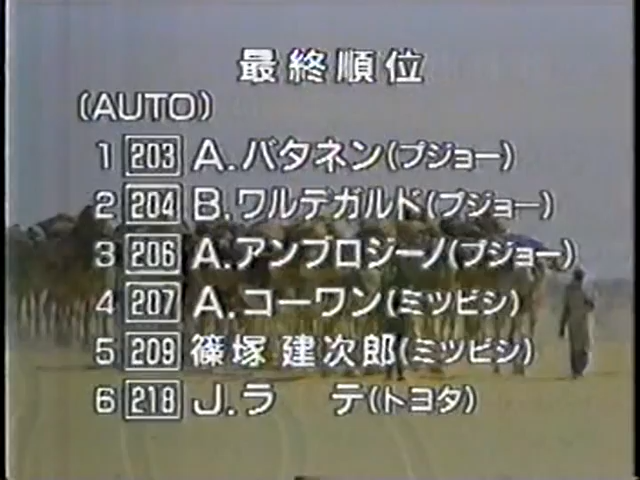 最終順位
(AUTO)
1 203 A.バタネン(プジョー)
2 204 B.ワルデガルド(プジョー)
3 206 A.アンブロジーノ(プジョー)
4 207 A.コーワン(ミツビシ)
5 209 篠塚 建次郎(ミツビシ)
6 218 J.ラ テ(トヨタ)